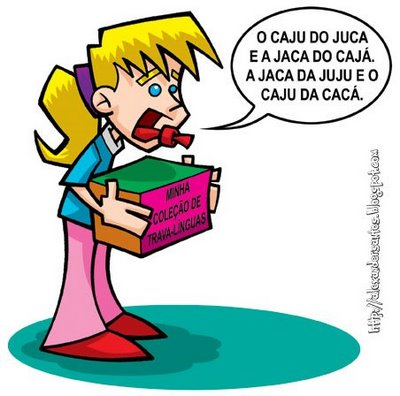 O CAJU DO JUCA
E A JACA DO CAJÁ.
A JACA DA JUJU E O
CAJU DA CACÁ.
MINHA
COLEÇÃO DE
TRAVA-LÍNGUAS
http://alexandersantos.blogspot.com